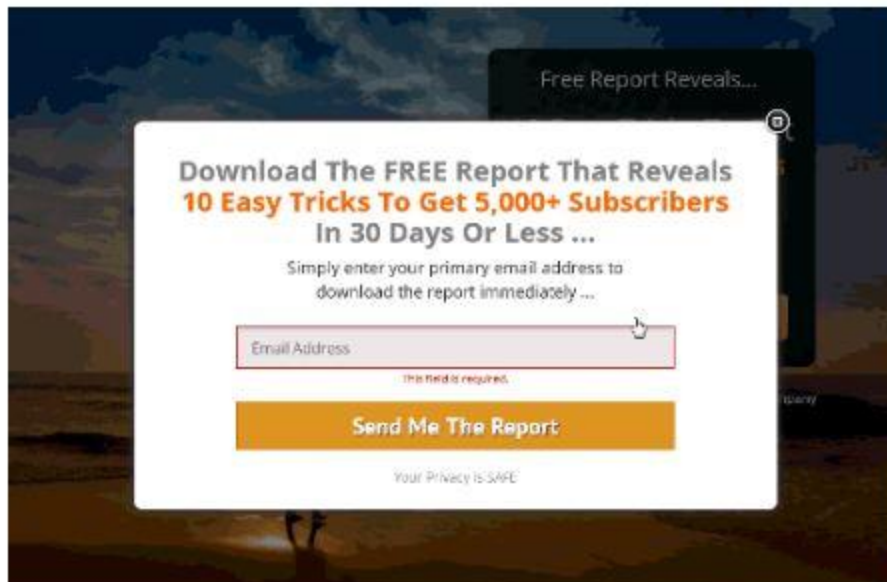 Free Report Reveals...
Download The FREE Report That Reveals
10 Easy Tricks To Get 5,000+ Subscribers
In 30 Days Or Less ...
Simply enter your primary email address to
download the report immediately ...
Email Address
This field is required.
Send Me The Report
Your Privacy is SAFE